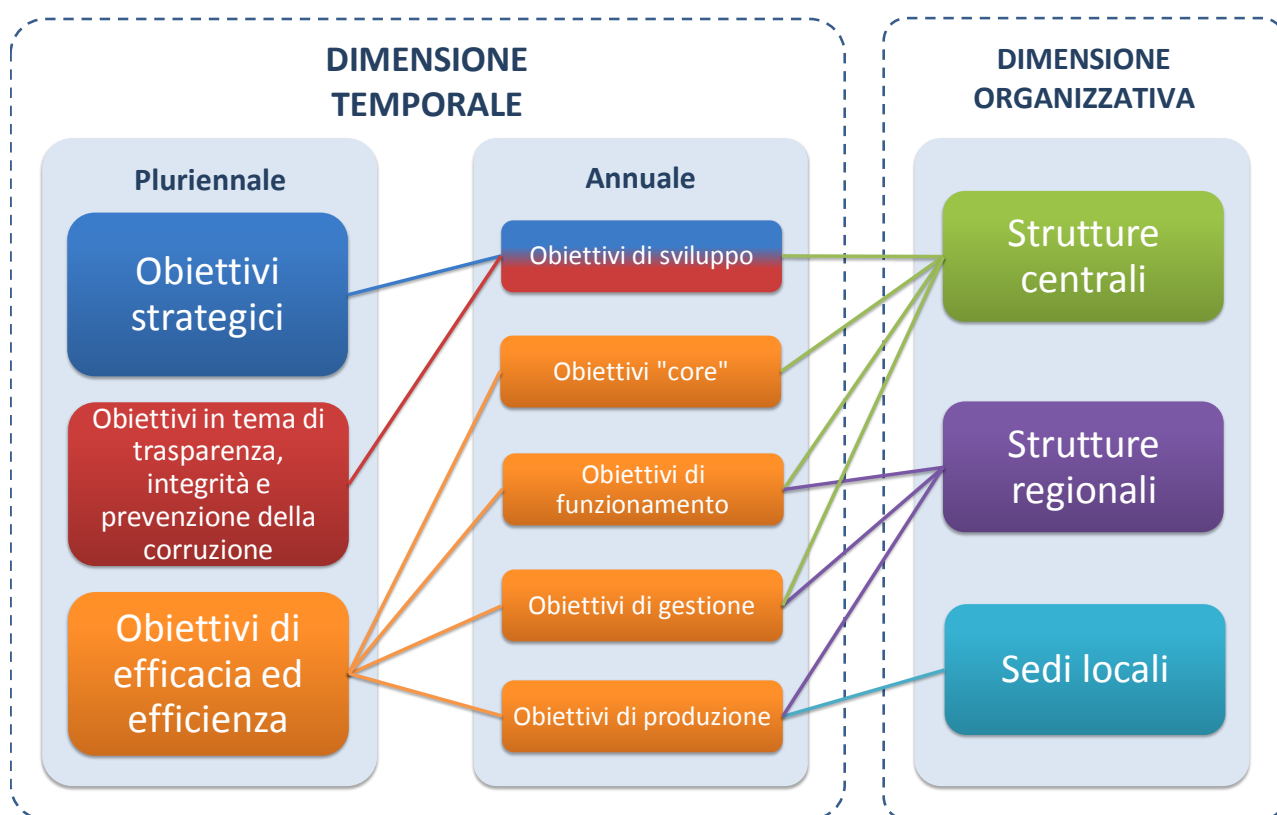 DIMENSIONE
TEMPORALE
Pluriennale
Obiettivi
strategici
Obiettivi in tema di
trasparenza,
integrità e
prevenzione della
corruzione
Obiettivi di
efficacia ed
efficienza
Annuale
Obiettivi di sviluppo
Obiettivi "core"
Obiettivi di
funzionamento
Obiettivi di gestione
Obiettivi di produzione
DIMENSIONE
ORGANIZZATIVA
Strutture
centrali
Strutture
regionali
Sedi locali